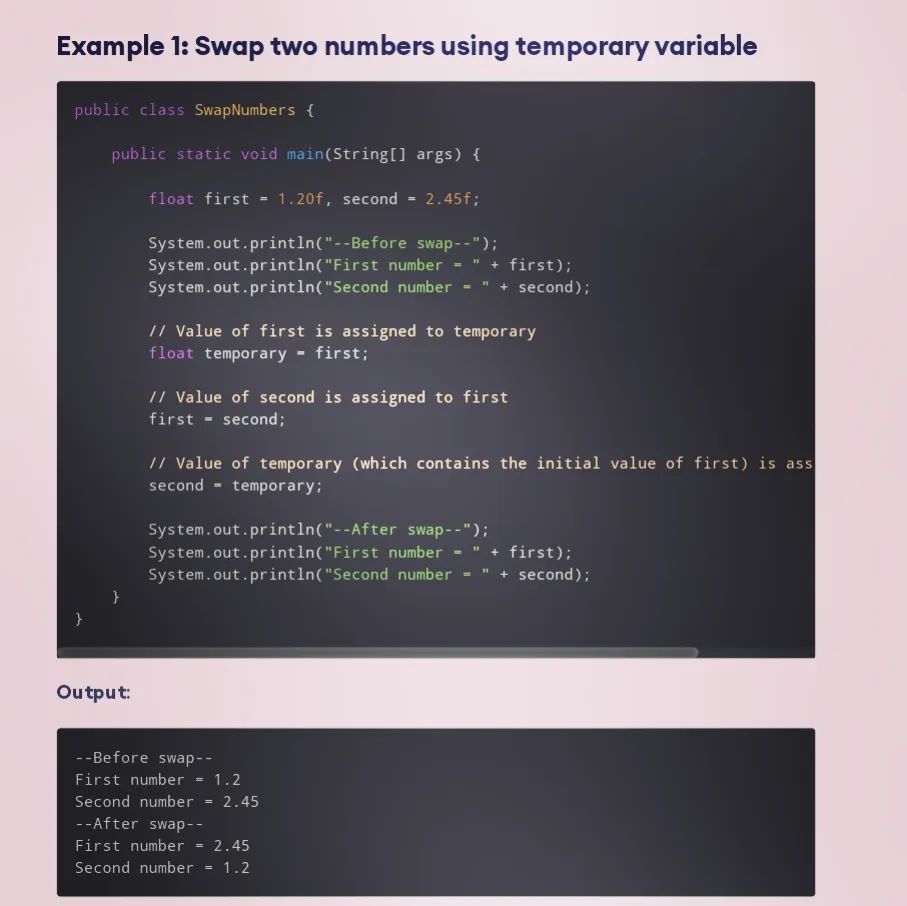 Example 1: Swap two numbers using temporary variable
public class SwapNumbers {
public static void main(String[] args) {
float first = 1.20f, second = 2.45f;
System.out.println("--Before swap--");
System.out.println("First number = " + first);
System.out.println("Second number = " + second);
// Value of first is assigned to temporary
float temporary = first;
// Value of second is assigned to first
first = second;
// Value of temporary (which contains the initial value of first) is ass
second = temporary;
System.out.println("--After swap--");
System.out.println("First number = " + first);
System.out.println("Second number = " + second);
}
}
Output:
--Before swap--
First number = 1.2
Second number = 2.45
--After swap--
First number = 2.45
Second number = 1.2